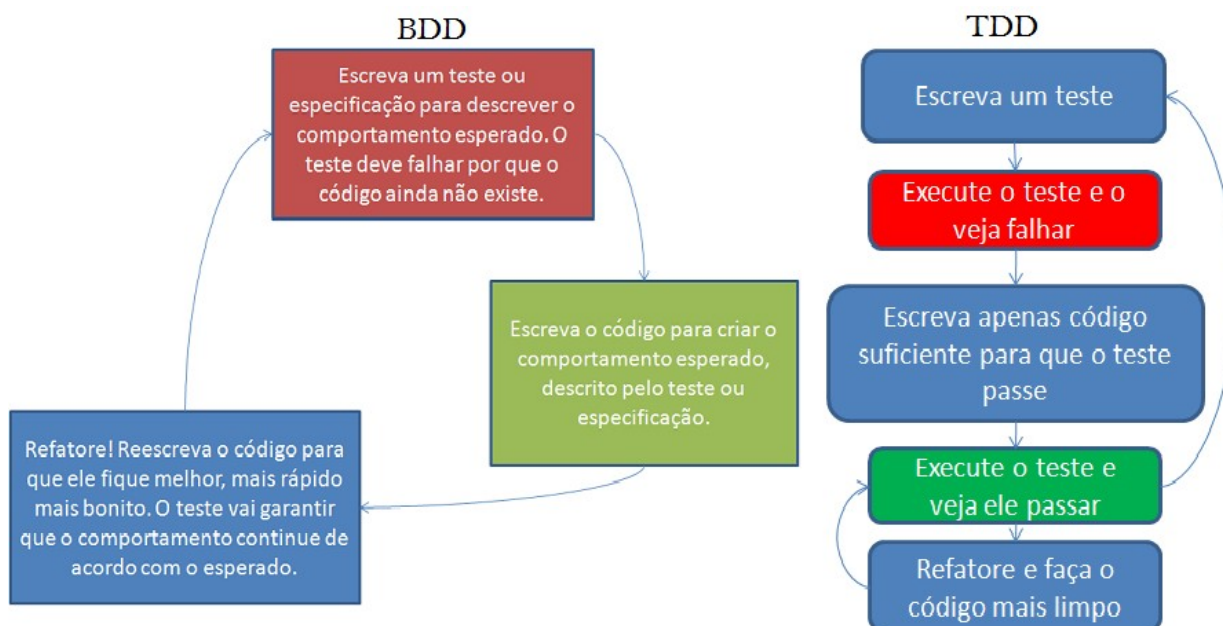 BDD
Escreva um teste ou
especificação para descrever o
comportamento esperado. O
teste deve falhar por que o
código ainda não existe.
Escreva o código para criar o
comportamento esperado,
descrito pelo teste ou
especificação.
Refatore! Reescreva o código para
que ele fique melhor, mais rápido
mais bonito. O teste vai garantir
que o comportamento continue de
acordo com o esperado.
TDD
Escreva um teste
Execute o teste e o
veja falhar
Escreva apenas código
suficiente para que o teste
passe
Execute o teste e
veja ele passar
Refatore e faça o
código mais limpo